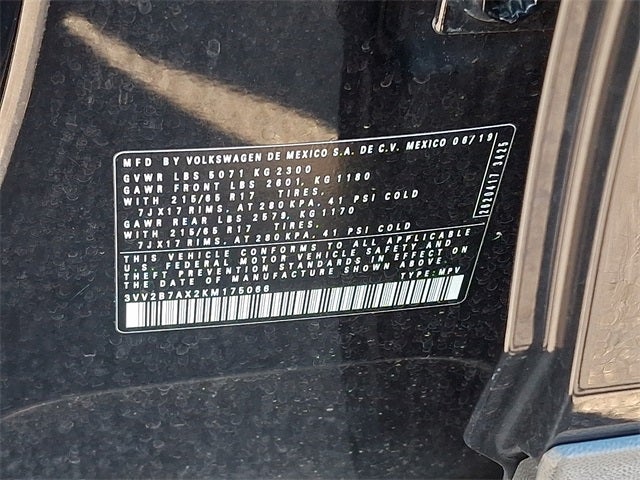 MFD BY VOLKSWAGEN DE MEXICO S.A. DE C.V. MEXICO 06/19
GVWR LBS 5071 KG 2300
GAWR FRONT LBS 2601, KG 1180
WITH 215/65 R17 TIRES.
7JX17 RIMS, AT 280 KPA, 41 PSI COLD
GAWR REAR LBS 2579, KG 1170
WITH 215/65 R17 TIRES.
7JX17 RIMS, AT 280 KPA, 41 PSI COLD
THIS VEHICLE CONFORMS TO ALL APPLICABLE
U.S. FEDERAL MOTOR VEHICLE SAFETY AND
THEFT PREVENTION STANDARDS IN EFFECT ON
THE DATE OF MANUFACTURE SHOWN ABOVE.
3VV2B7AX2KM175066 TYPE: MPV
2620417 3425